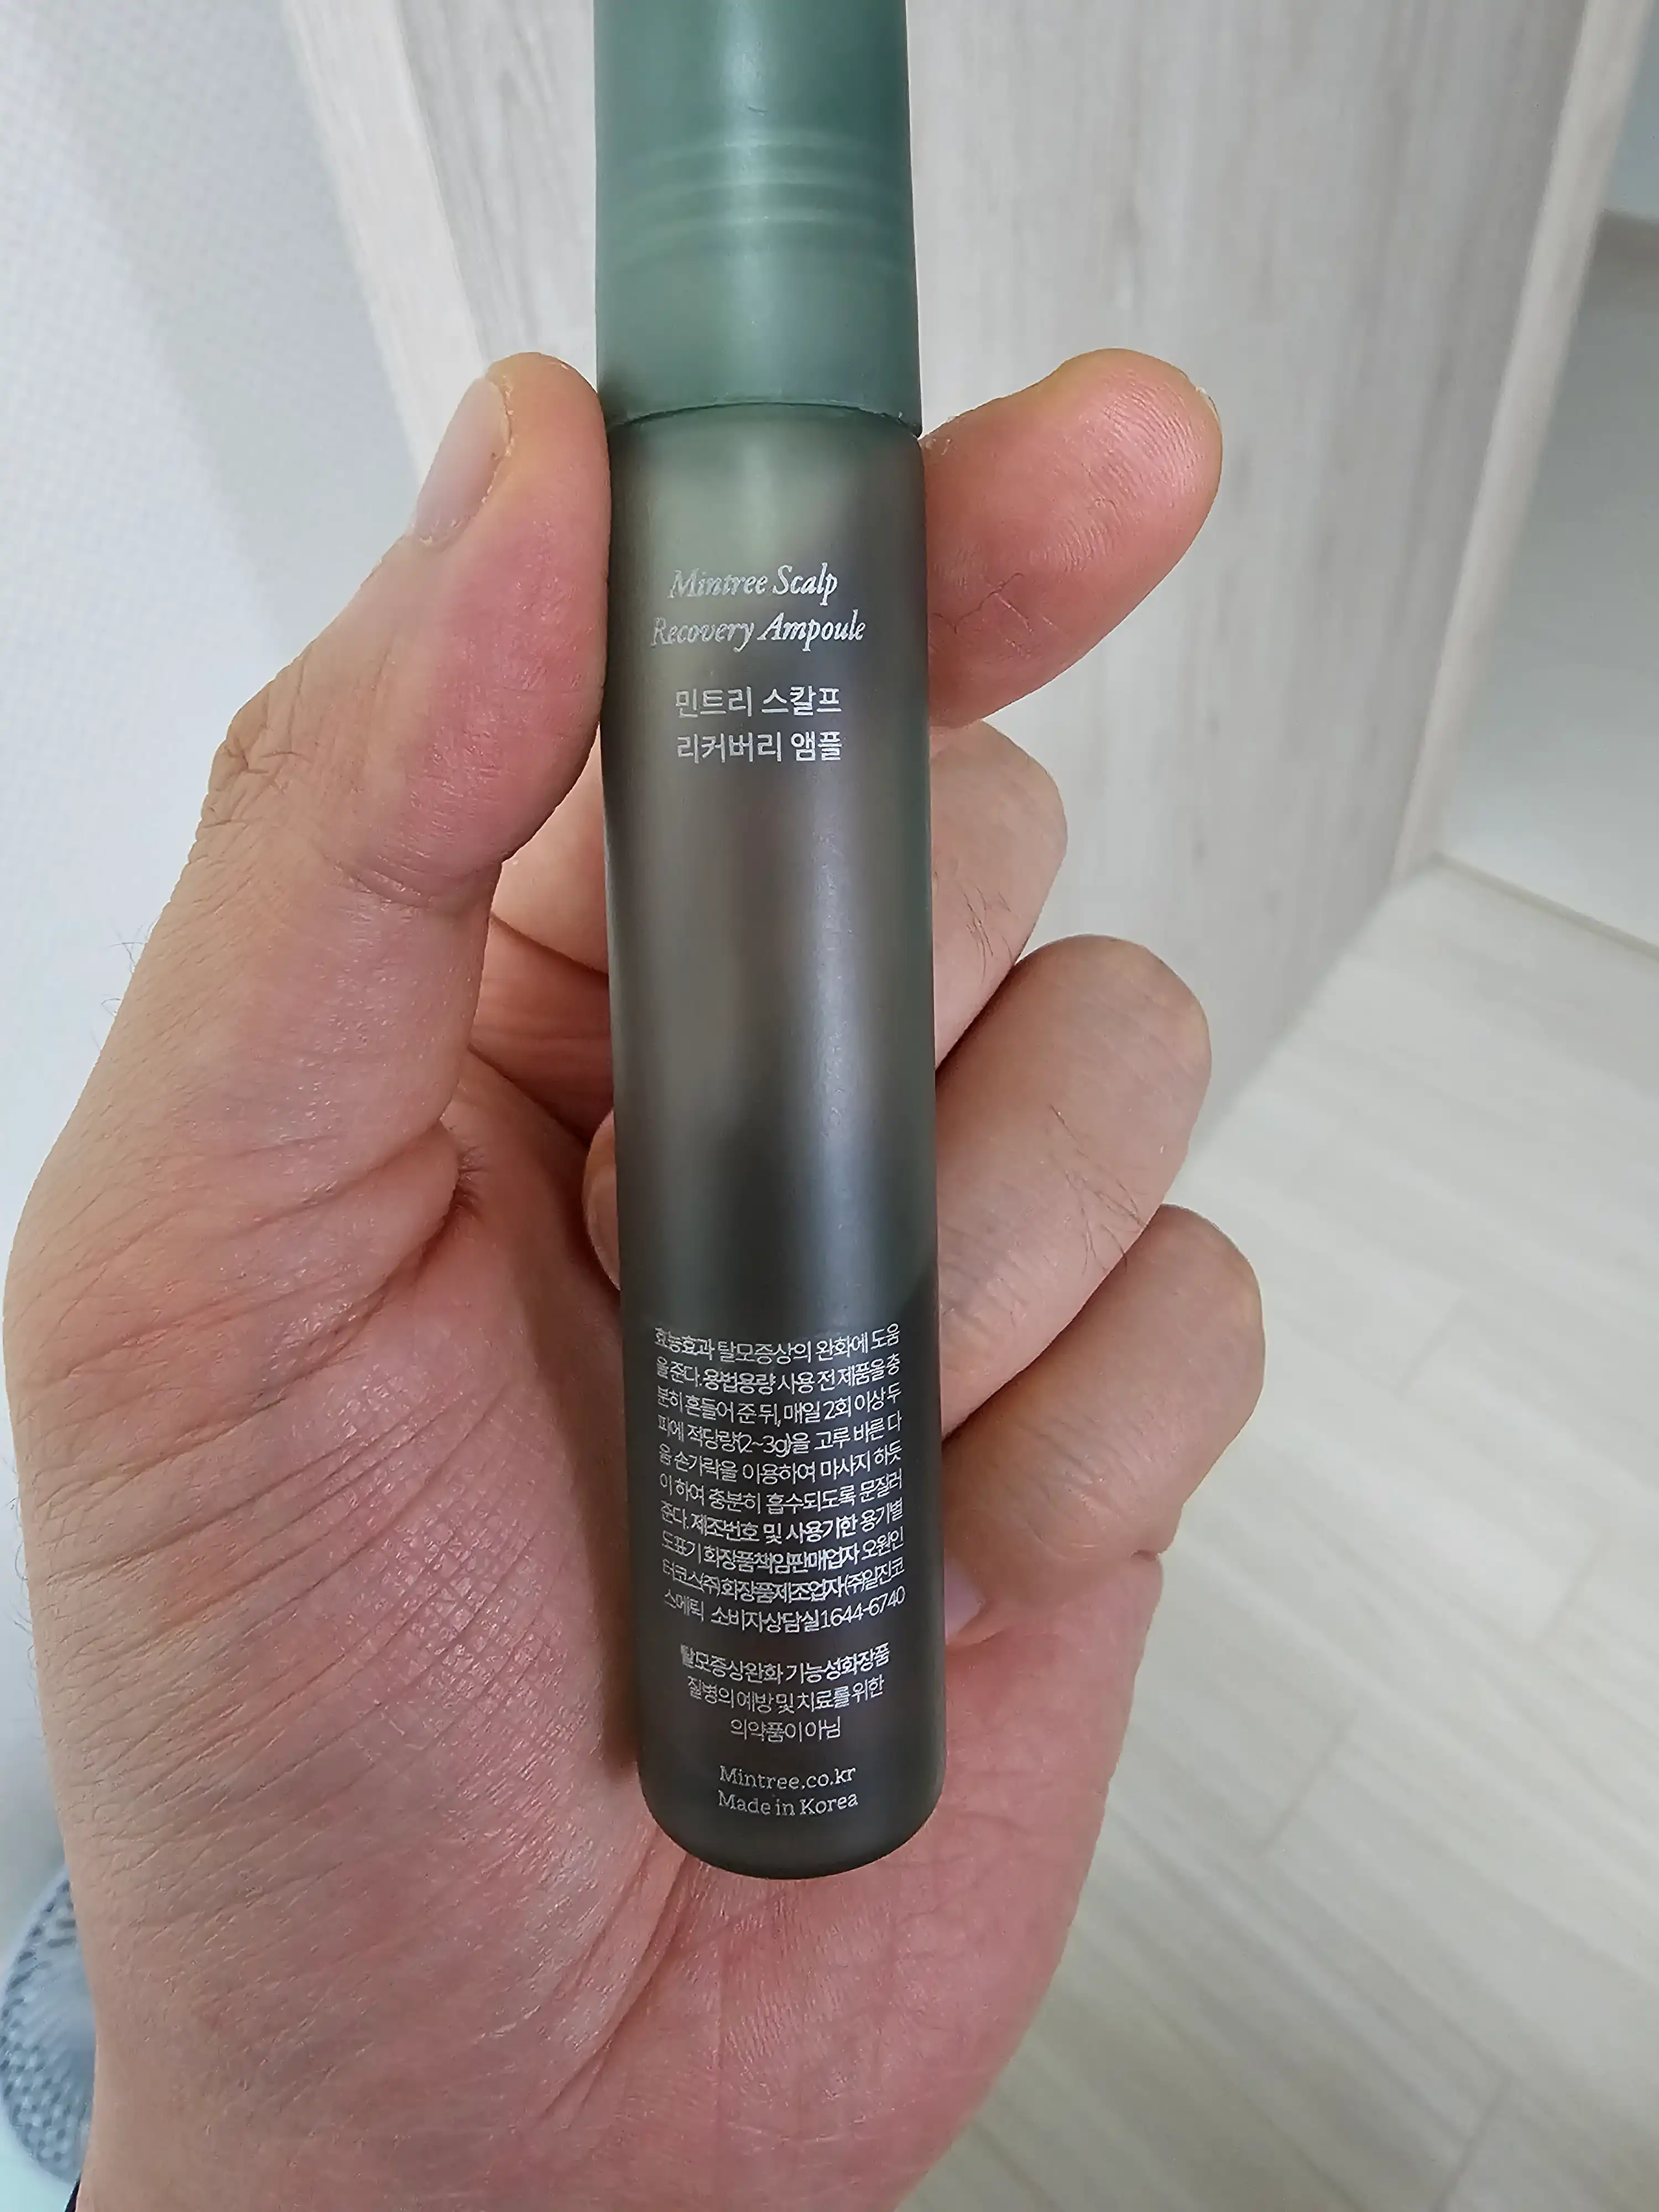 Mintree Scalp
Recovery Ampoule
민트리 스칼프
리커버리 앰플
효능효과 탈모증상의 완화에 도움
을 준다. 용법용량 사용 전 제품을 충
분히 흔들어 준 뒤, 매일 2회 이상 두
피에 적당량(2~3g)을 고루 바른 다
음 손가락을 이용하여 마사지 하듯
이 하여 충분히 흡수되도록 문질러
준다. 제조번호 및 사용기한 용기별
도표기 화장품책임판매업자 오원인
터코스(주) 화장품제조업자 (주)일진코
스메틱 소비자상담실 1644-6740
탈모증상완화 기능성화장품
질병의 예방 및 치료를 위한
의약품이 아님
Mintree.co.kr
Made in Korea